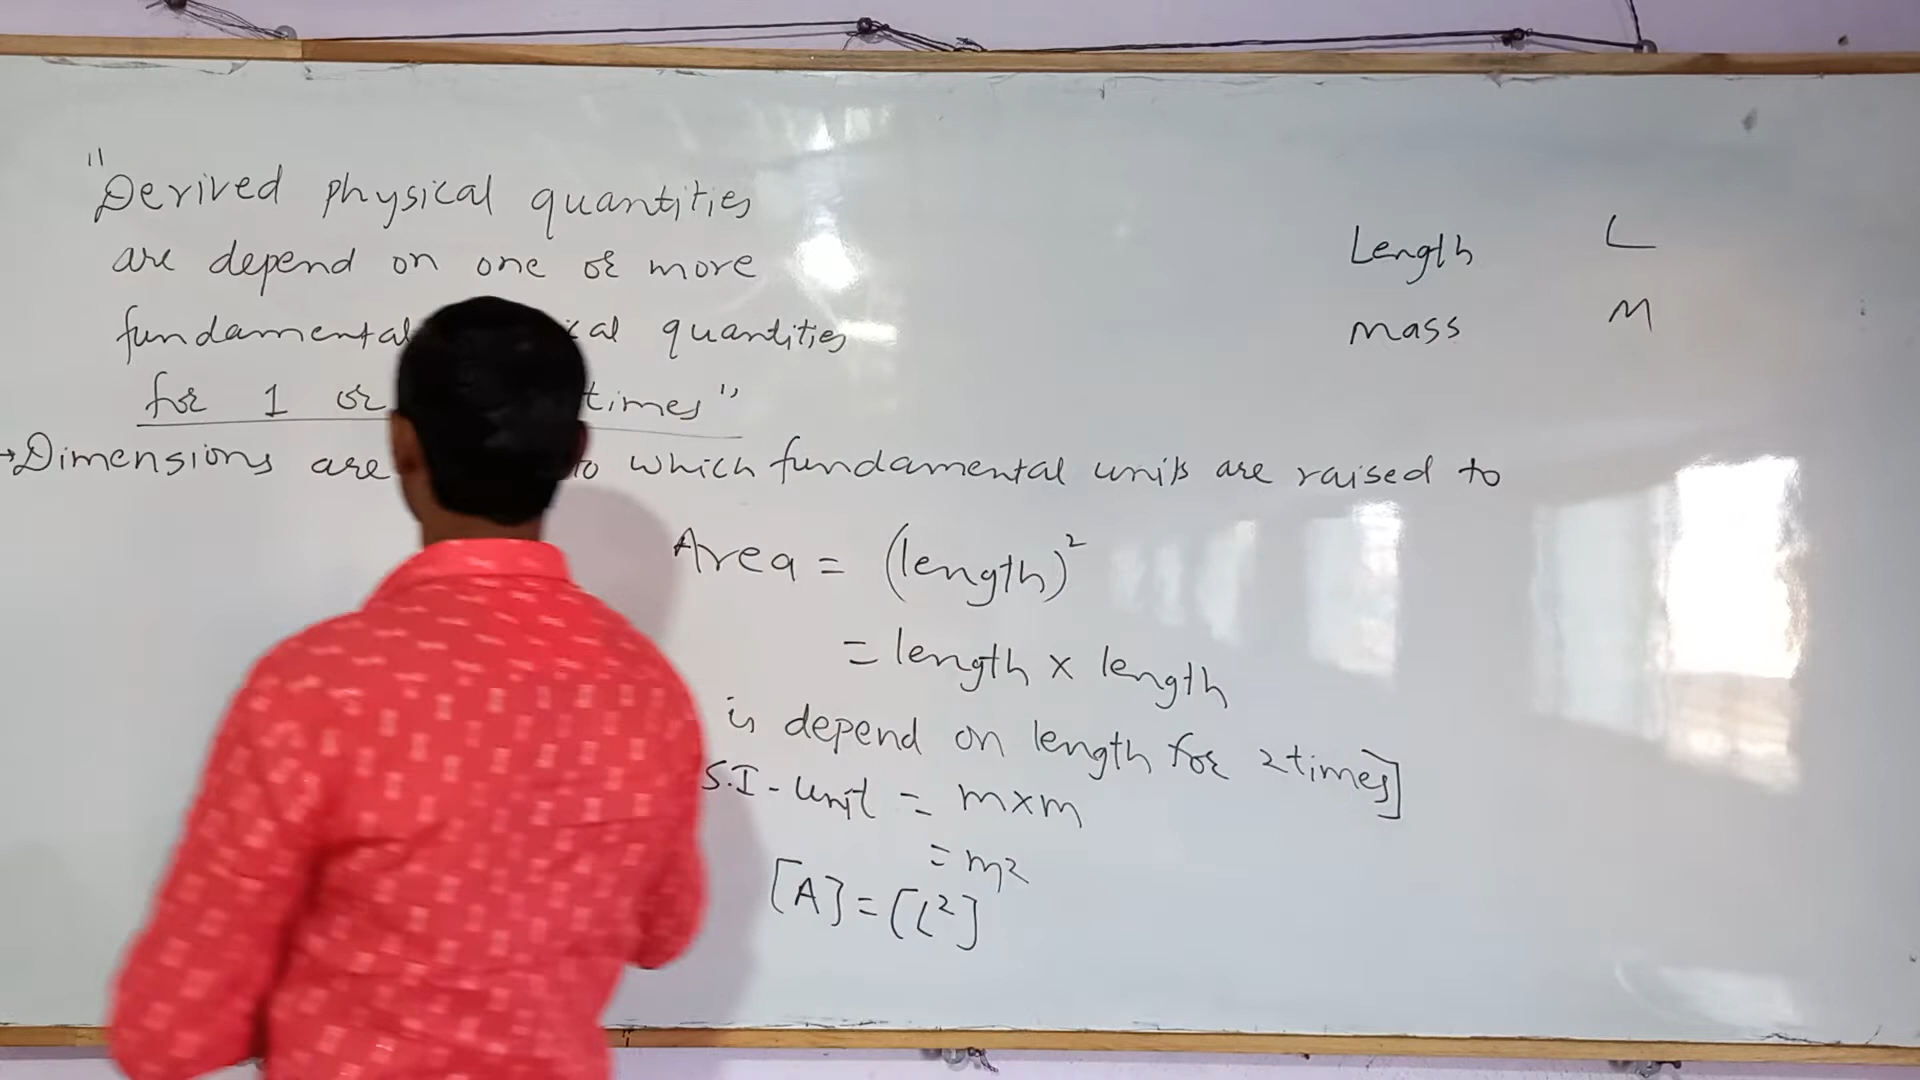 "Derived physical quantities
are depend on one or more
fundamental quantities
for 1 or times"
→Dimensions are to which fundamental units are raised to
Area = (length)²
= length × length
is depend on length for 2 times]
S.I - Unit = m×m
= m²
[A] = [L²]
Length L
mass M